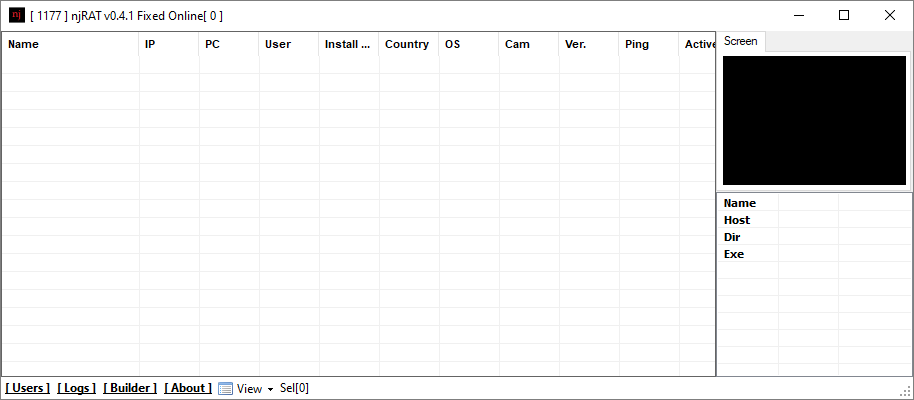 nj [ 1177 ] njRAT v0.4.1 Fixed Online[ 0 ]
Name IP PC User Install ... Country OS Cam Ver. Ping Active
Screen
Name
Host
Dir
Exe
[ Users ] [ Logs ] [ Builder ] [ About ] View Sel[0]